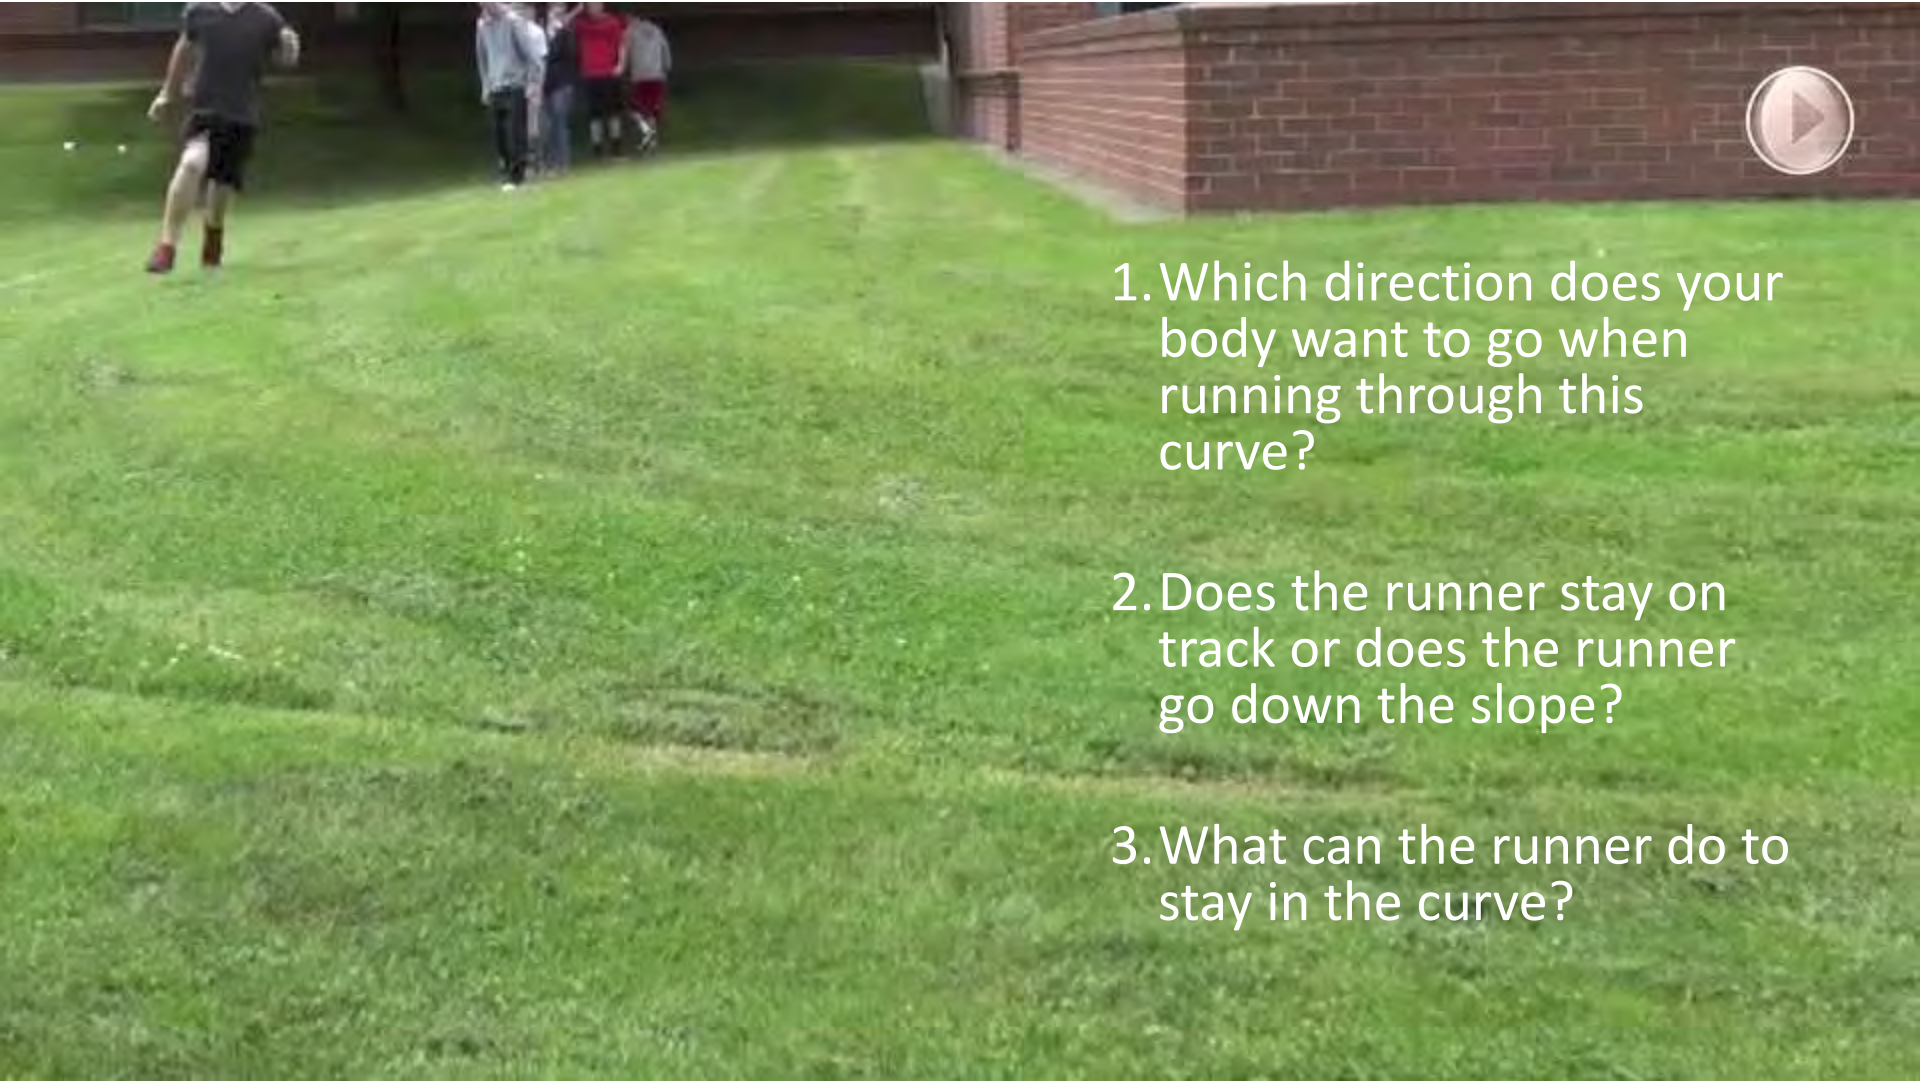 1. Which direction does your
body want to go when
running through this
curve?
2. Does the runner stay on
track or does the runner
go down the slope?
3. What can the runner do to
stay in the curve?